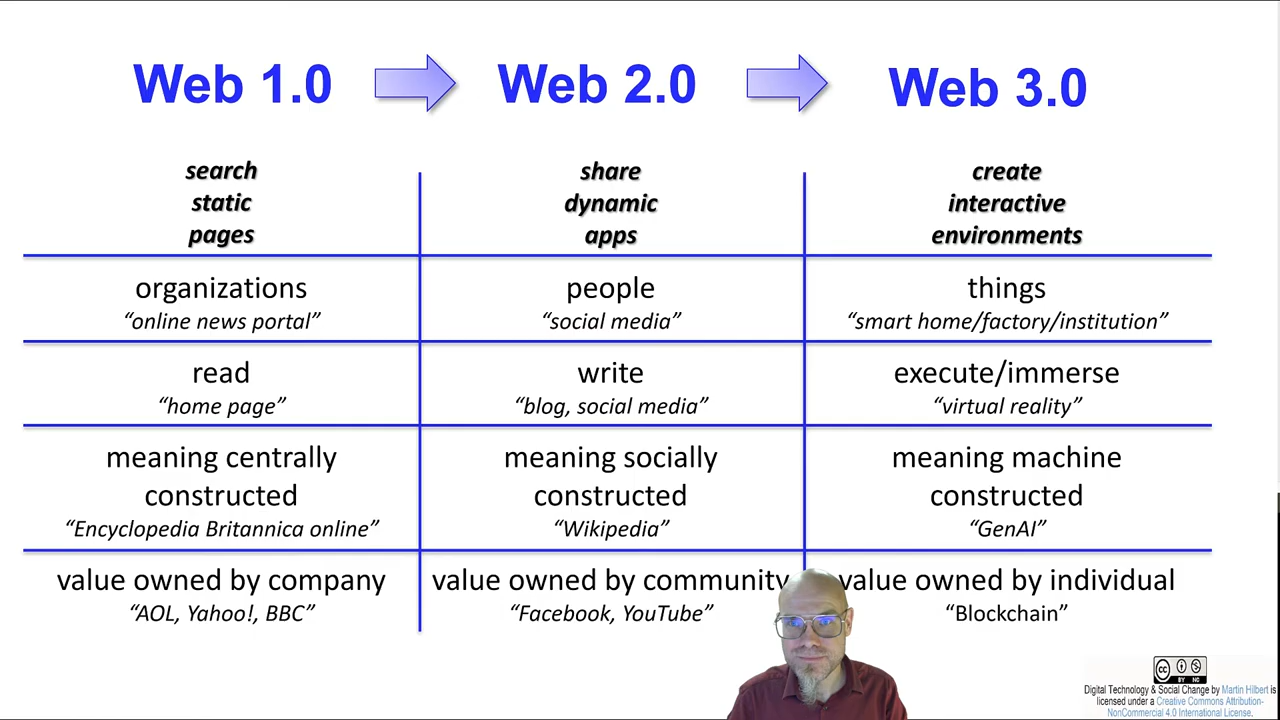 Web 1.0
Web 2.0
Web 3.0
search
static
pages
share
dynamic
apps
create
interactive
environments
organizations
“online news portal”
people
“social media”
things
“smart home/factory/institution”
read
“home page”
write
“blog, social media”
execute/immerse
“virtual reality”
meaning centrally
constructed
“Encyclopedia Britannica online”
meaning socially
constructed
“Wikipedia”
meaning machine
constructed
“GenAI”
value owned by company
“AOL, Yahoo!, BBC”
value owned by community
“Facebook, YouTube”
value owned by individual
“Blockchain”
cc
BY NC
Digital Technology & Social Change by Martin Hilbert is
licensed under a Creative Commons Attribution-
NonCommercial 4.0 International License.